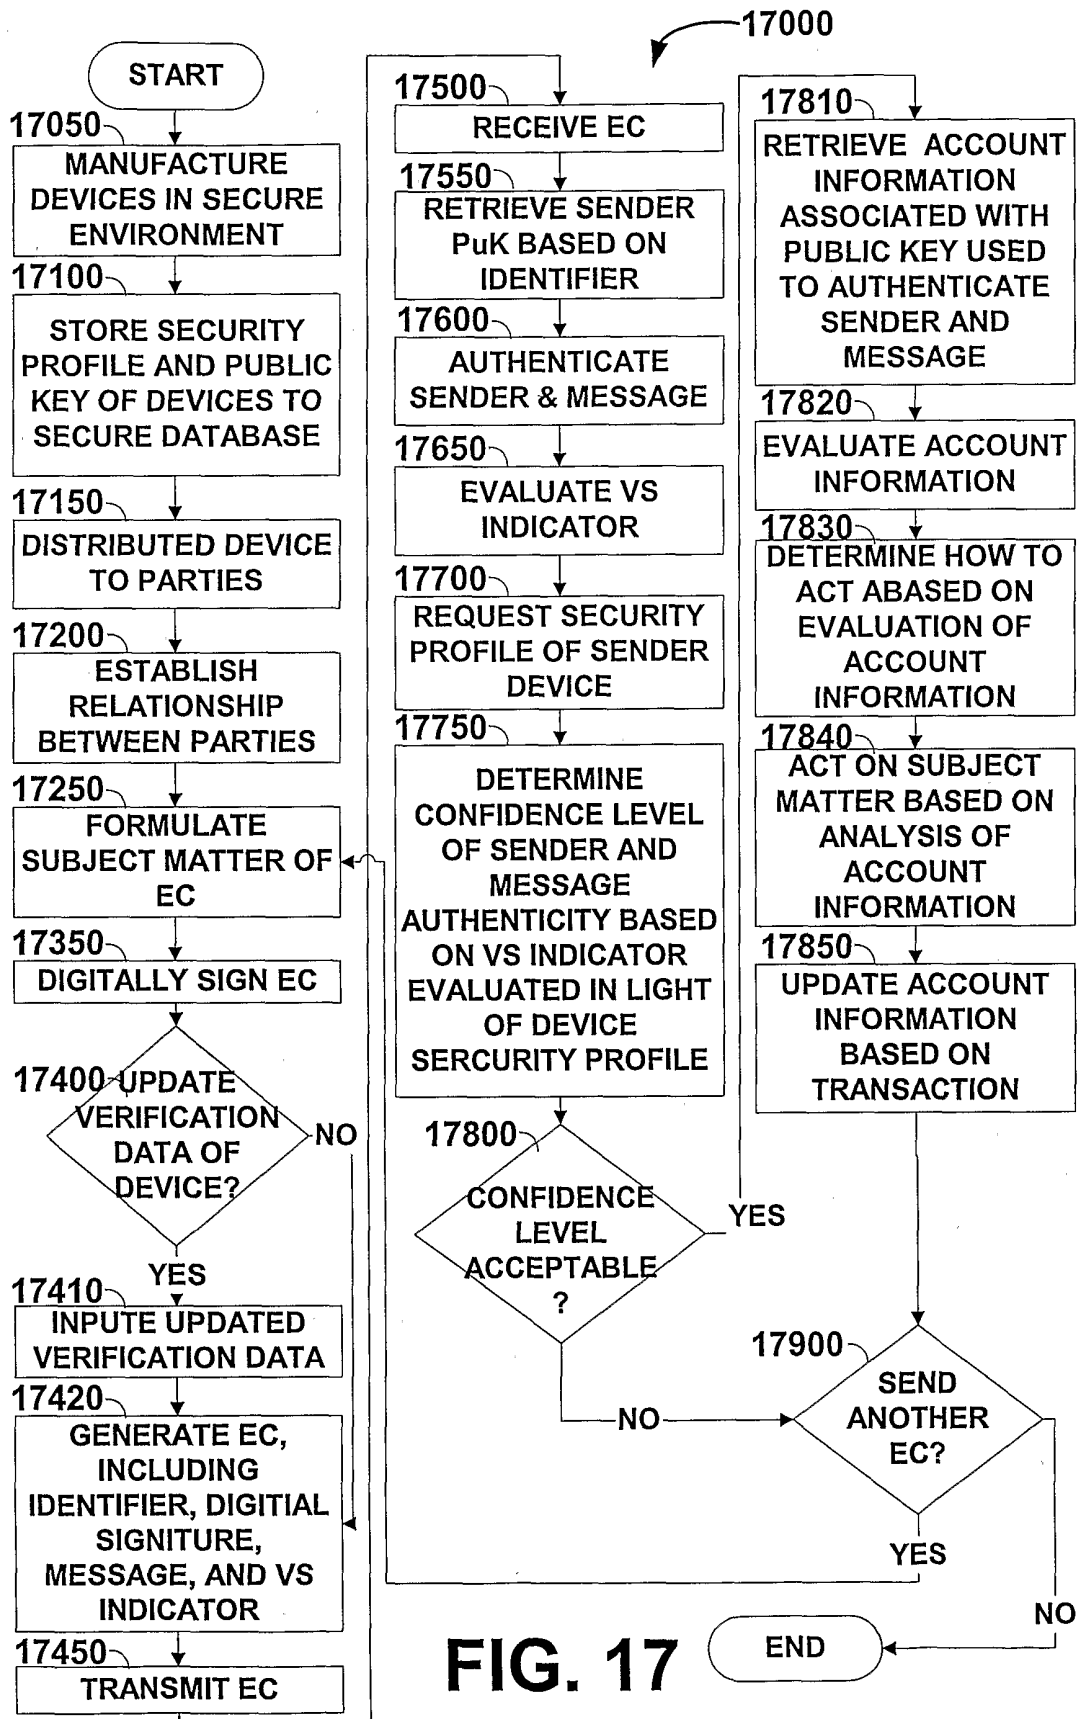 17000
START
17050
MANUFACTURE
DEVICES IN SECURE
ENVIRONMENT
17100
STORE SECURITY
PROFILE AND PUBLIC
KEY OF DEVICES TO
SECURE DATABASE
17150
DISTRIBUTED DEVICE
TO PARTIES
17200
ESTABLISH
RELATIONSHIP
BETWEEN PARTIES
17250
FORMULATE
SUBJECT MATTER OF
EC
17350
DIGITALLY SIGN EC
17400
UPDATE
VERIFICATION
DATA OF
DEVICE?
NO
YES
17410
INPUTE UPDATED
VERIFICATION DATA
17420
GENERATE EC,
INCLUDING
IDENTIFIER, DIGITIAL
SIGNITURE,
MESSAGE, AND VS
INDICATOR
17450
TRANSMIT EC
17500
RECEIVE EC
17550
RETRIEVE SENDER
PuK BASED ON
IDENTIFIER
17600
AUTHENTICATE
SENDER & MESSAGE
17650
EVALUATE VS
INDICATOR
17700
REQUEST SECURITY
PROFILE OF SENDER
DEVICE
17750
DETERMINE
CONFIDENCE LEVEL
OF SENDER AND
MESSAGE
AUTHENTICITY BASED
ON VS INDICATOR
EVALUATED IN LIGHT
OF DEVICE
SERCURITY PROFILE
17800
CONFIDENCE
LEVEL
ACCEPTABLE
?
YES
NO
17810
RETRIEVE ACCOUNT
INFORMATION
ASSOCIATED WITH
PUBLIC KEY USED
TO AUTHENTICATE
SENDER AND
MESSAGE
17820
EVALUATE ACCOUNT
INFORMATION
17830
DETERMINE HOW TO
ACT ABASED ON
EVALUATION OF
ACCOUNT
INFORMATION
17840
ACT ON SUBJECT
MATTER BASED ON
ANALYSIS OF
ACCOUNT
INFORMATION
17850
UPDATE ACCOUNT
INFORMATION
BASED ON
TRANSACTION
17900
SEND
ANOTHER
EC?
YES
NO
END
FIG. 17